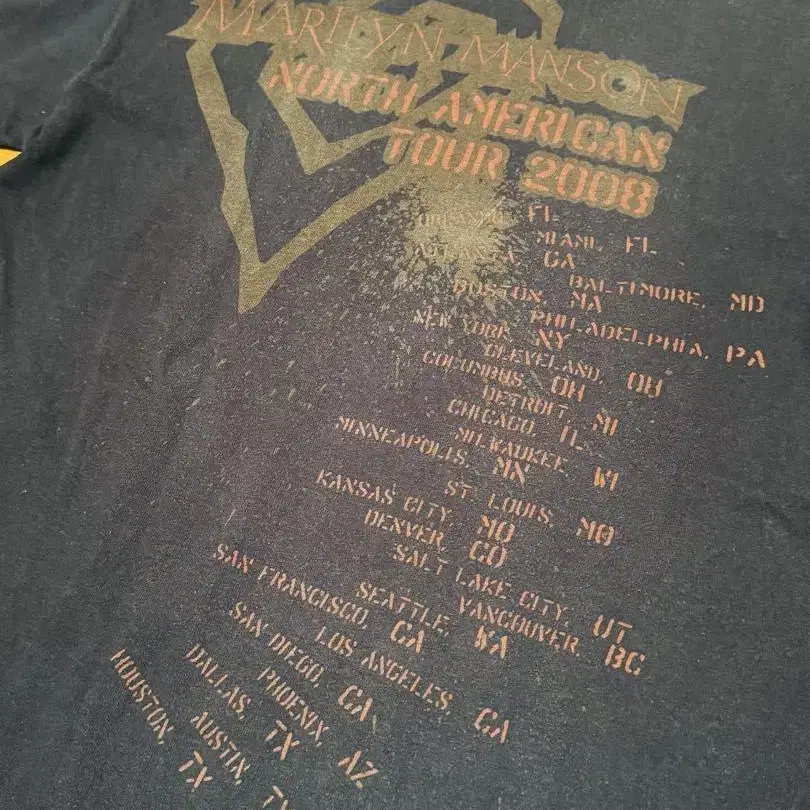 MARILYN MANSON
NORTH AMERICAN
TOUR 2008
ORLANDO, FL
MIAMI, FL
ATLANTA, GA
BALTIMORE, MD
BOSTON, MA
PHILADELPHIA, PA
NEW YORK, NY
CLEVELAND, OH
COLUMBUS, OH
DETROIT, MI
CHICAGO, IL
MILWAUKEE, WI
MINNEAPOLIS, MN
ST. LOUIS, MO
KANSAS CITY, MO
DENVER, CO
SALT LAKE CITY, UT
VANCOUVER, BC
SEATTLE, WA
SAN FRANCISCO, CA
LOS ANGELES, CA
SAN DIEGO, CA
PHOENIX, AZ
DALLAS, TX
AUSTIN, TX
HOUSTON, TX